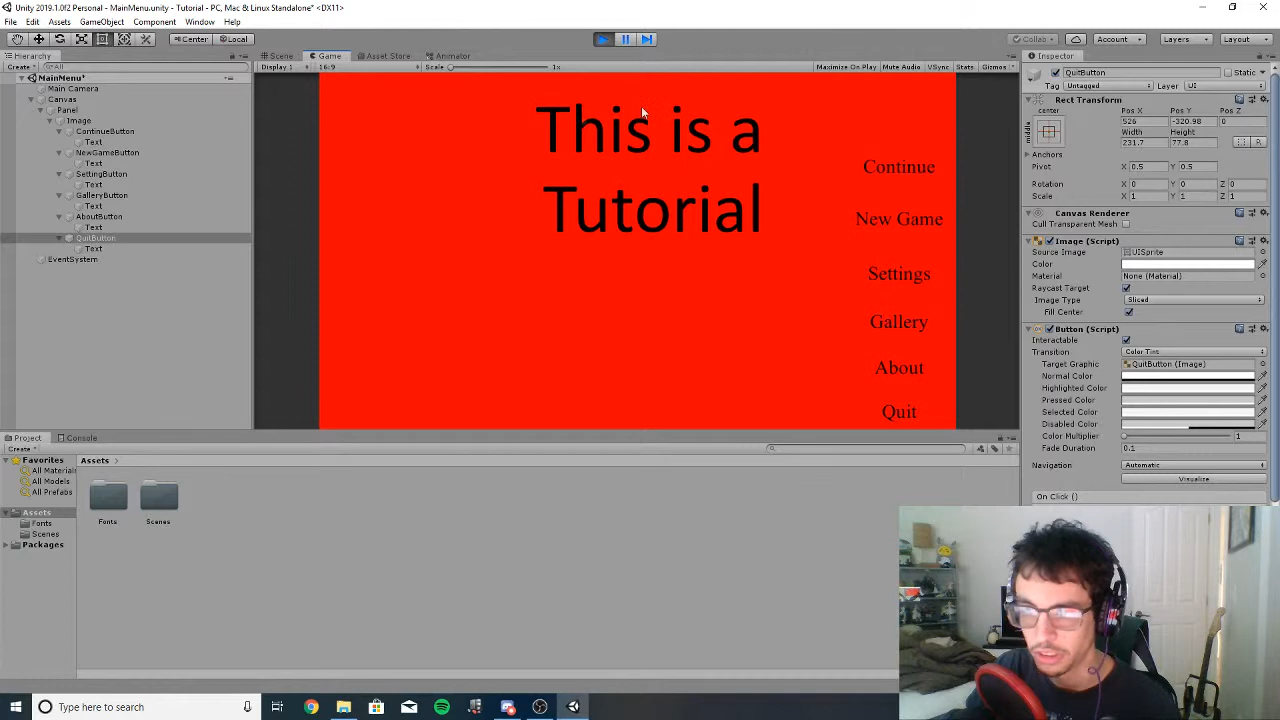 Unity 2019.1.0f2 Personal - MainMenu.unity - Tutorial - PC, Mac & Linux Standalone* <DX11>
File Edit Assets GameObject Component Window Help
Center Local Collab Account Layers Layout
Hierarchy Scene Game Asset Store Animator Inspector
Create All Display 1 16:9 Scale 1x Maximize On Play Mute Audio VSync Stats Gizmos QuitButton Static
MainMenu* Tag Untagged Layer UI
Main Camera
Canvas
Panel
Image
ContinueButton
Text
NewGameButton
Text
SettingButton
Text
GalleryButton
Text
AboutButton
Text
QuitButton
Text
EventSystem
This is a
Tutorial
Continue
New Game
Settings
Gallery
About
Quit
Rect Transform
center Pos X Pos Y Pos Z
middle 526 -320.98 0
Width Height
231.7 77.8 R
Anchors
Pivot X 0.5 Y 0.5
Rotation X 0 Y 0 Z 0
Scale X 1 Y 1 Z 1
Canvas Renderer
Cull Transparent Mesh
Image (Script)
Source Image UISprite
Color
Material None (Material)
Raycast Target
Image Type Sliced
Fill Center
Button (Script)
Interactable
Transition Color Tint
Target Graphic QuitButton (Image)
Normal Color
Highlighted Color
Pressed Color
Selected Color
Disabled Color
Color Multiplier 1
Fade Duration 0.1
Navigation Automatic
Visualize
On Click ()
Project Console
Create
Favorites
All Materials
All Models
All Prefabs
Assets
Fonts
Scenes
Packages
Assets
Fonts Scenes
Type here to search